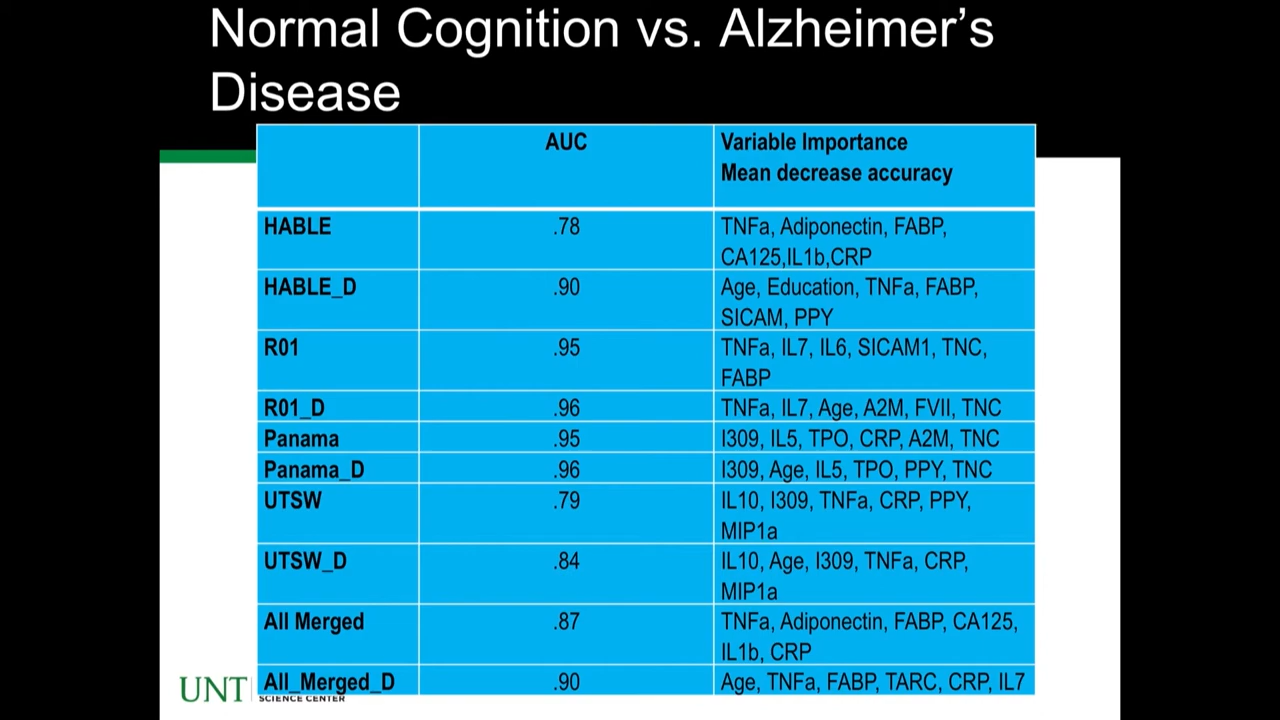 Normal Cognition vs. Alzheimer’s
Disease
AUC
Variable Importance
Mean decrease accuracy
HABLE
.78
TNFa, Adiponectin, FABP,
CA125,IL1b,CRP
HABLE_D
.90
Age, Education, TNFa, FABP,
SICAM, PPY
R01
.95
TNFa, IL7, IL6, SICAM1, TNC,
FABP
R01_D
.96
TNFa, IL7, Age, A2M, FVII, TNC
Panama
.95
I309, IL5, TPO, CRP, A2M, TNC
Panama_D
.96
I309, Age, IL5, TPO, PPY, TNC
UTSW
.79
IL10, I309, TNFa, CRP, PPY,
MIP1a
UTSW_D
.84
IL10, Age, I309, TNFa, CRP,
MIP1a
All Merged
.87
TNFa, Adiponectin, FABP, CA125,
IL1b, CRP
All_Merged_D
.90
Age, TNFa, FABP, TARC, CRP, IL7
UNT
SCIENCE CENTER